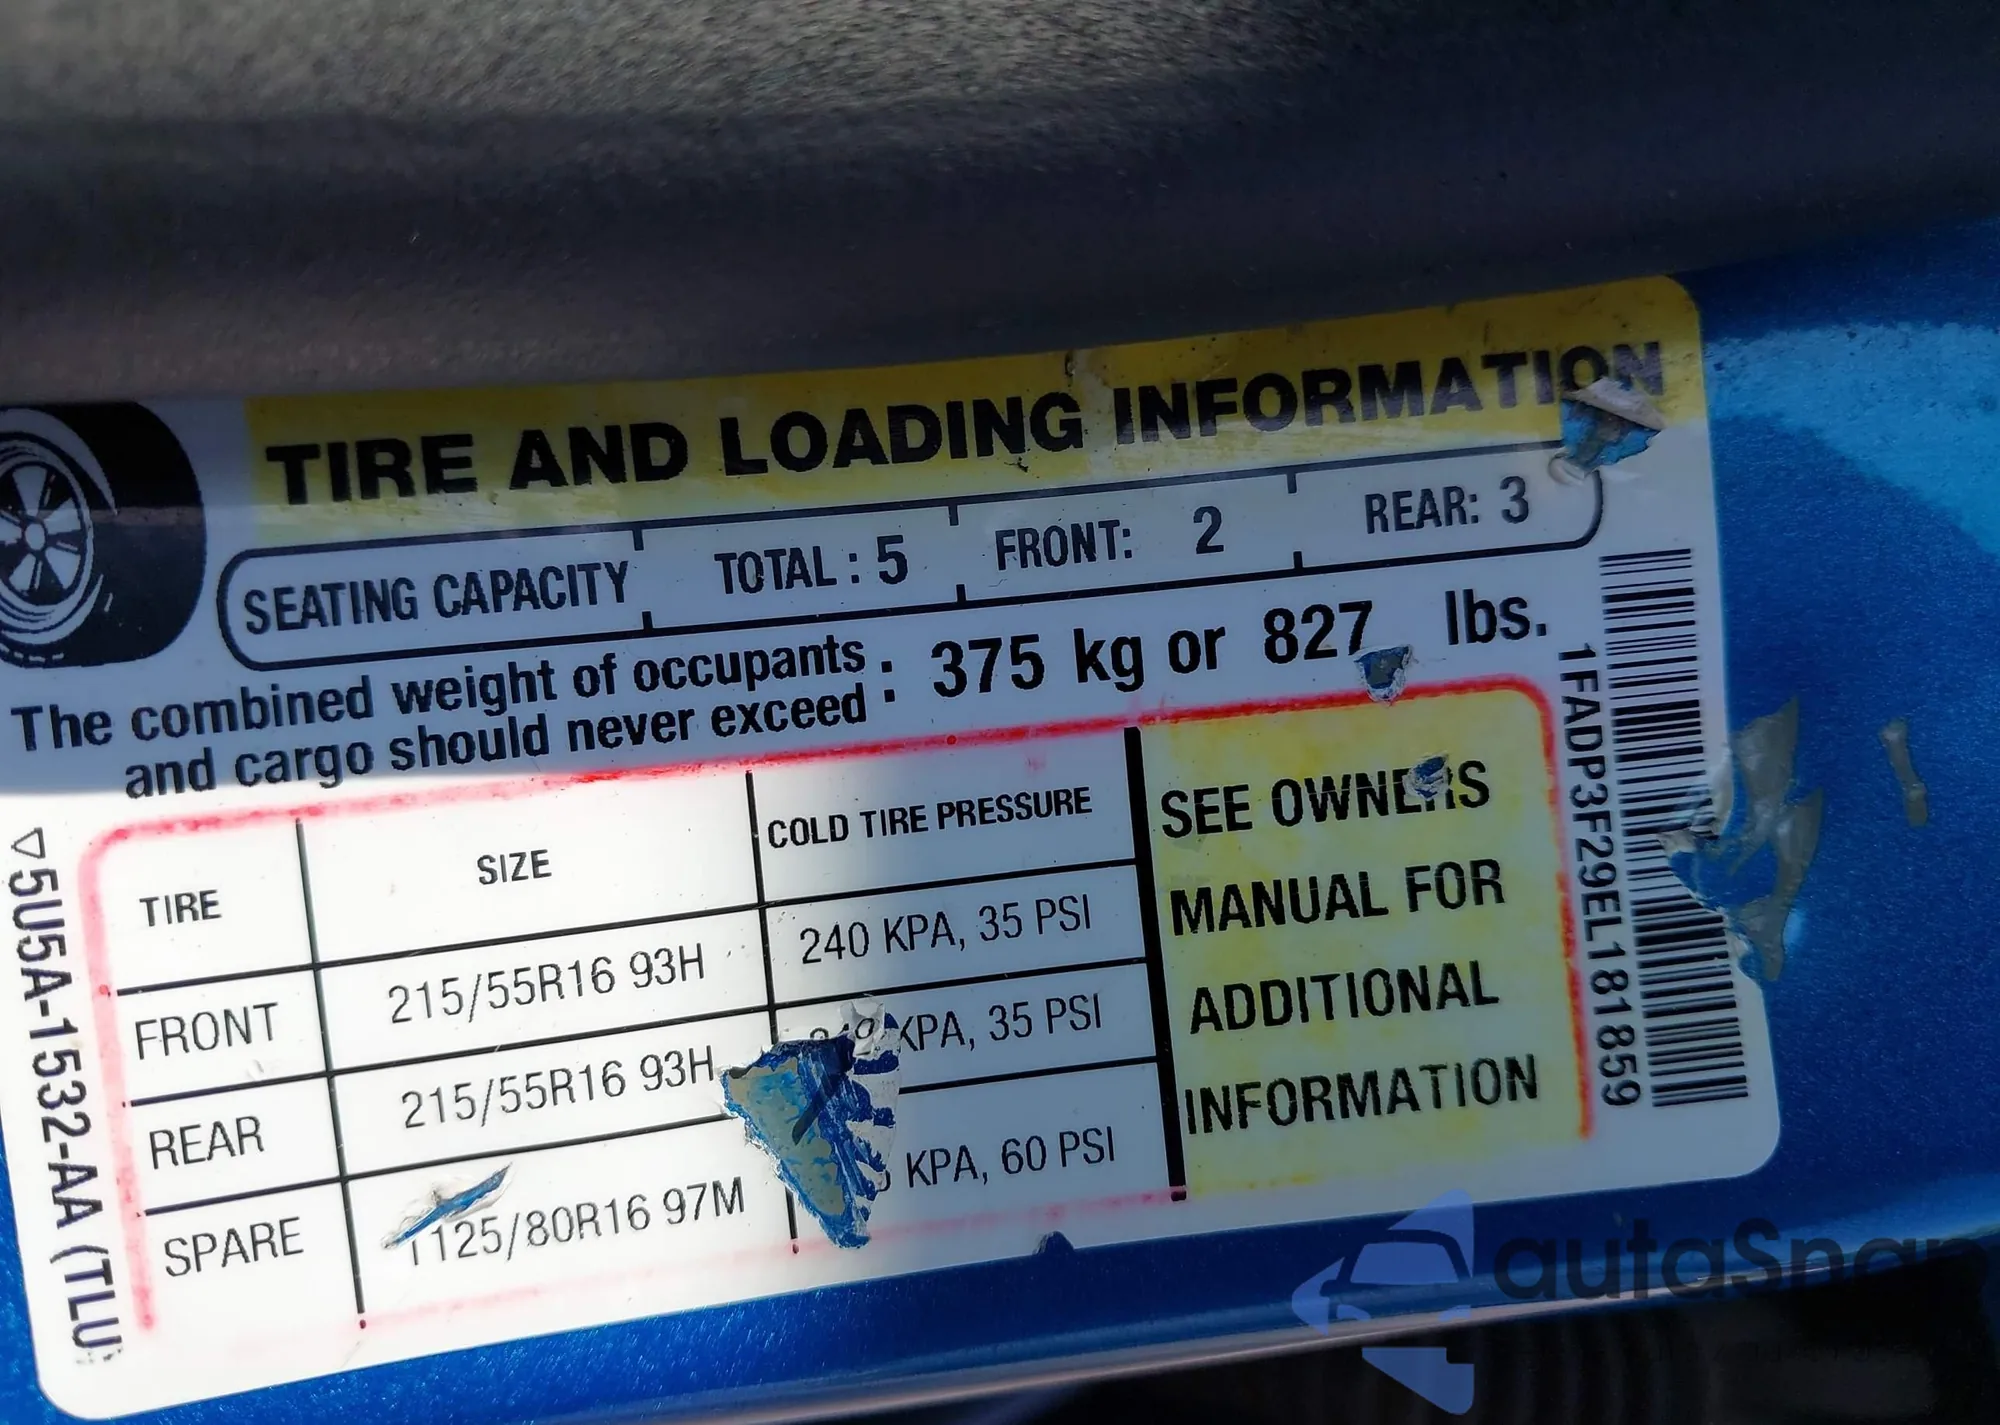 TIRE AND LOADING INFORMATION
SEATING CAPACITY TOTAL : 5 FRONT: 2 REAR: 3
The combined weight of occupants
and cargo should never exceed : 375 kg or 827 lbs.
TIRE SIZE COLD TIRE PRESSURE
FRONT 215/55R16 93H 240 KPA, 35 PSI
REAR 215/55R16 93H KPA, 35 PSI
SPARE T125/80R16 97M KPA, 60 PSI
SEE OWNERS
MANUAL FOR
ADDITIONAL
INFORMATION
1FADP3F29EL181859
5U5A-1532-AA (TLU)
autaSnap